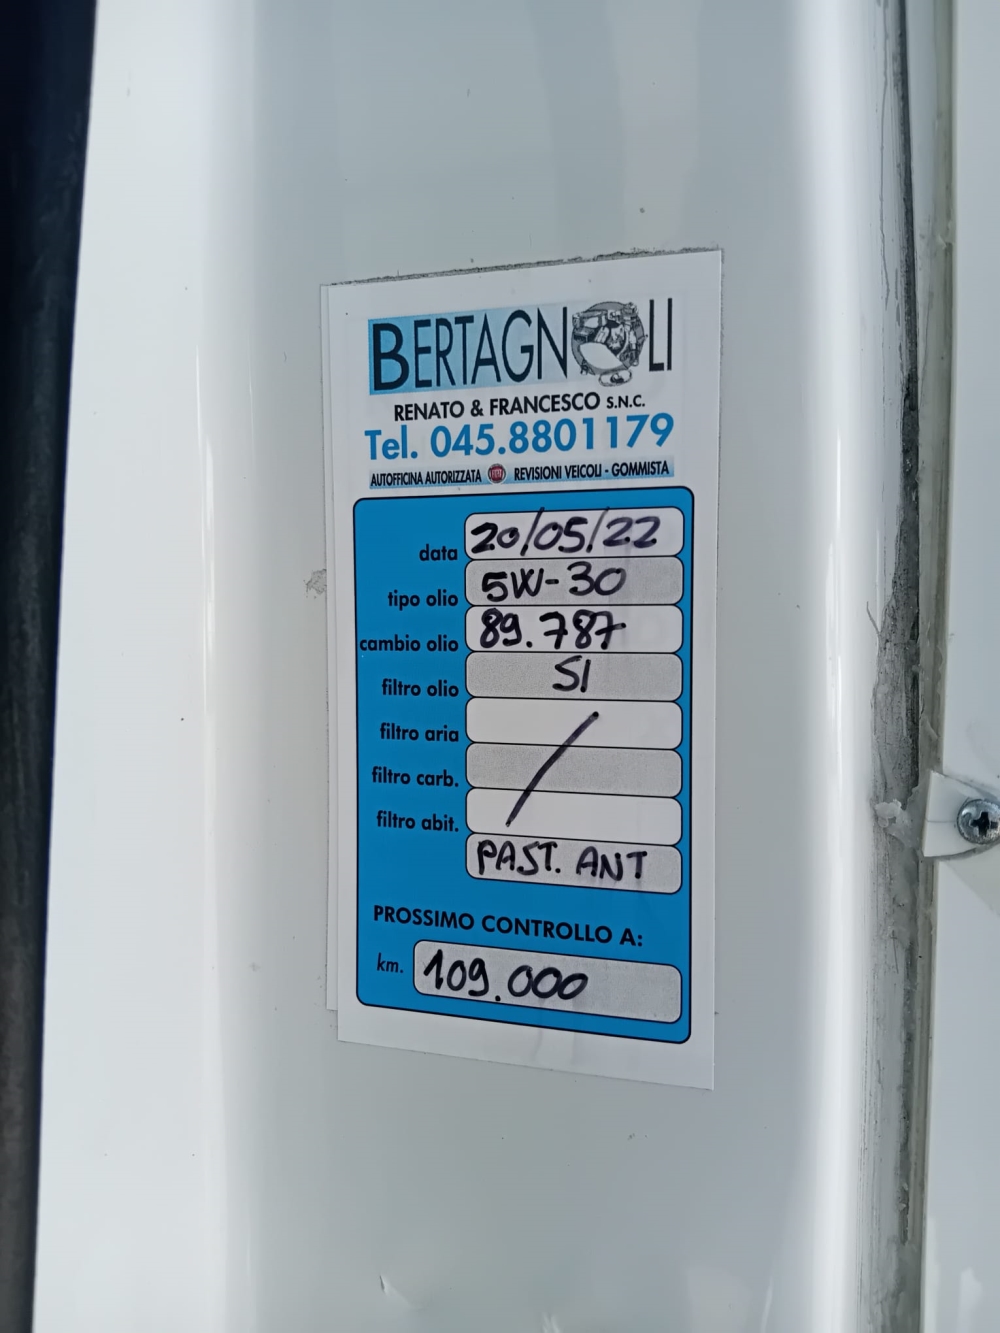 BERTAGNOLI
RENATO & FRANCESCO S.N.C.
Tel. 045.8801179
AUTOFFICINA AUTORIZZATA FIAT REVISIONI VEICOLI - GOMMISTA
data 20/05/22
tipo olio 5W-30
cambio olio 89.787
filtro olio SI
filtro aria /
filtro carb.
filtro abit.
PAST. ANT
PROSSIMO CONTROLLO A:
km. 109.000